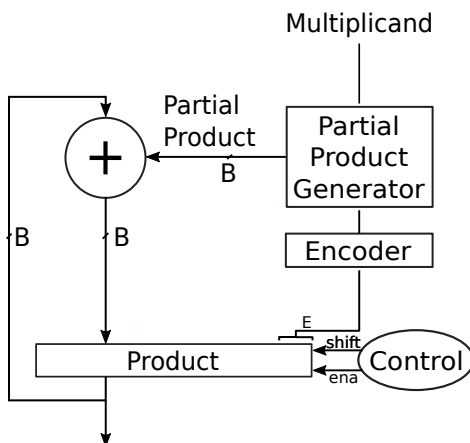 Multiplicand
Partial
Product
B
Partial
Product
Generator
Encoder
B
B
E
shift
Product
ena
Control